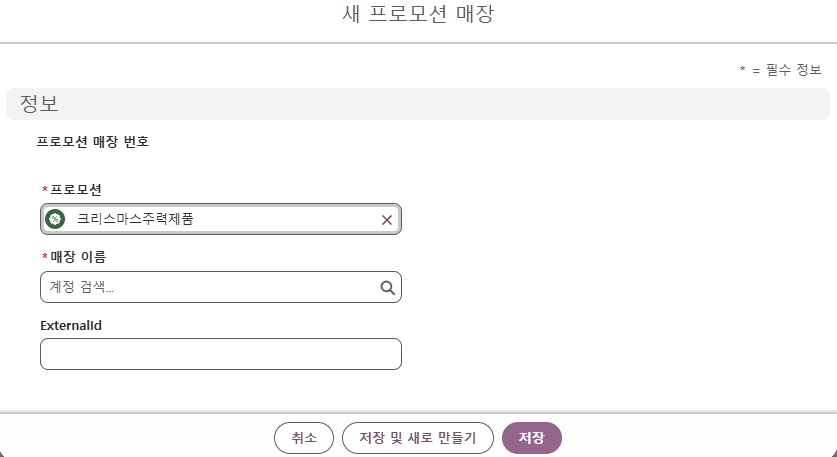 새 프로모션 매장
* = 필수 정보
정보
프로모션 매장 번호
*프로모션
크리스마스주력제품
*매장 이름
계정 검색...
ExternalId
취소
저장 및 새로 만들기
저장